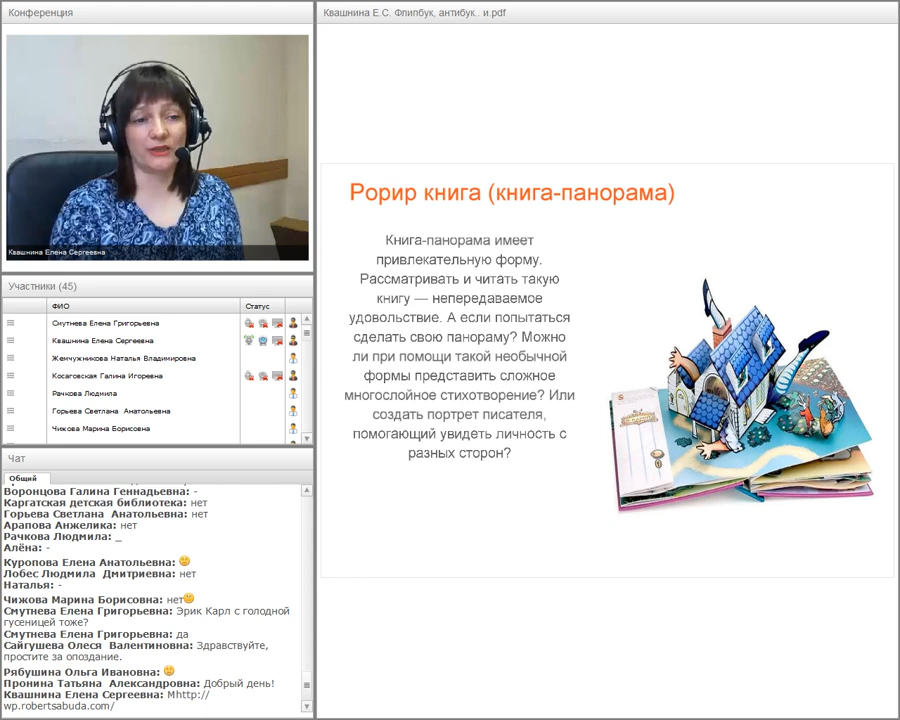 Конференция
Квашнина Елена Сергеевна
Участники (45)
ФИО
Статус
Смутнева Елена Григорьевна
Квашнина Елена Сергеевна
Жемчужникова Наталья Владимировна
Косаговская Галина Игоревна
Рачкова Людмила
Горьева Светлана Анатольевна
Чижова Марина Борисовна
Чат
Общий
Воронцова Галина Геннадьевна: -
Каргатская детская библиотека: нет
Горьева Светлана Анатольевна: нет
Арапова Анжелика: нет
Рачкова Людмила: _
Алёна: -
Куропова Елена Анатольевна:
Лобес Людмила Дмитриевна: нет
Наталья: -
Чижова Марина Борисовна: нет
Смутнева Елена Григорьевна: Эрик Карл с голодной
гусеницей тоже?
Смутнева Елена Григорьевна: да
Сайгушева Олеся Валентиновна: Здравствуйте,
простите за опоздание.
Рябушина Ольга Ивановна:
Пронина Татьяна Александровна: Добрый день!
Квашнина Елена Сергеевна: Mhttp://
wp.robertsabuda.com/
Квашнина Е.С. Флипбук, антибук.. и.pdf
Popир книга (книга-панорама)
Книга-панорама имеет
привлекательную форму.
Рассматривать и читать такую
книгу — непередаваемое
удовольствие. А если попытаться
сделать свою панораму? Можно
ли при помощи такой необычной
формы представить сложное
многослойное стихотворение? Или
создать портрет писателя,
помогающий увидеть личность с
разных сторон?